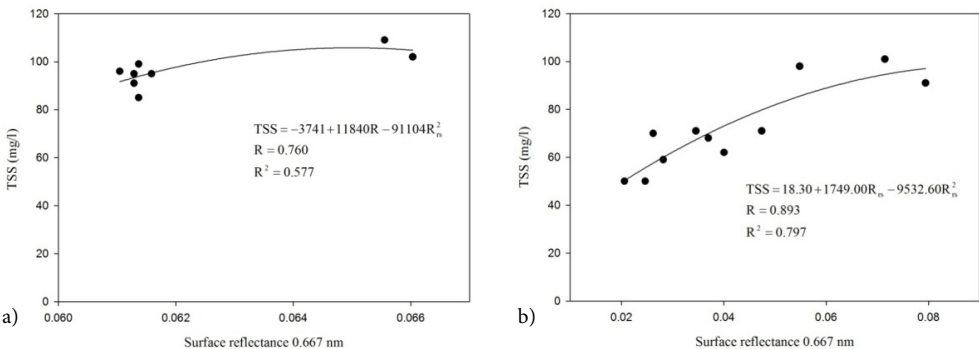 120
100
80
60
40
20
0
TSS (mg/l)
TSS = −3741+11840R −91104R²rs
R = 0.760
R² = 0.577
0.060 0.062 0.064 0.066
Surface reflectance 0.667 nm
a)
120
100
80
60
40
20
0
TSS (mg/l)
TSS = 18.30+1749.00Rrs −9532.60R²rs
R = 0.893
R² = 0.797
0.02 0.04 0.06 0.08
Surface reflectance 0.667 nm
b)